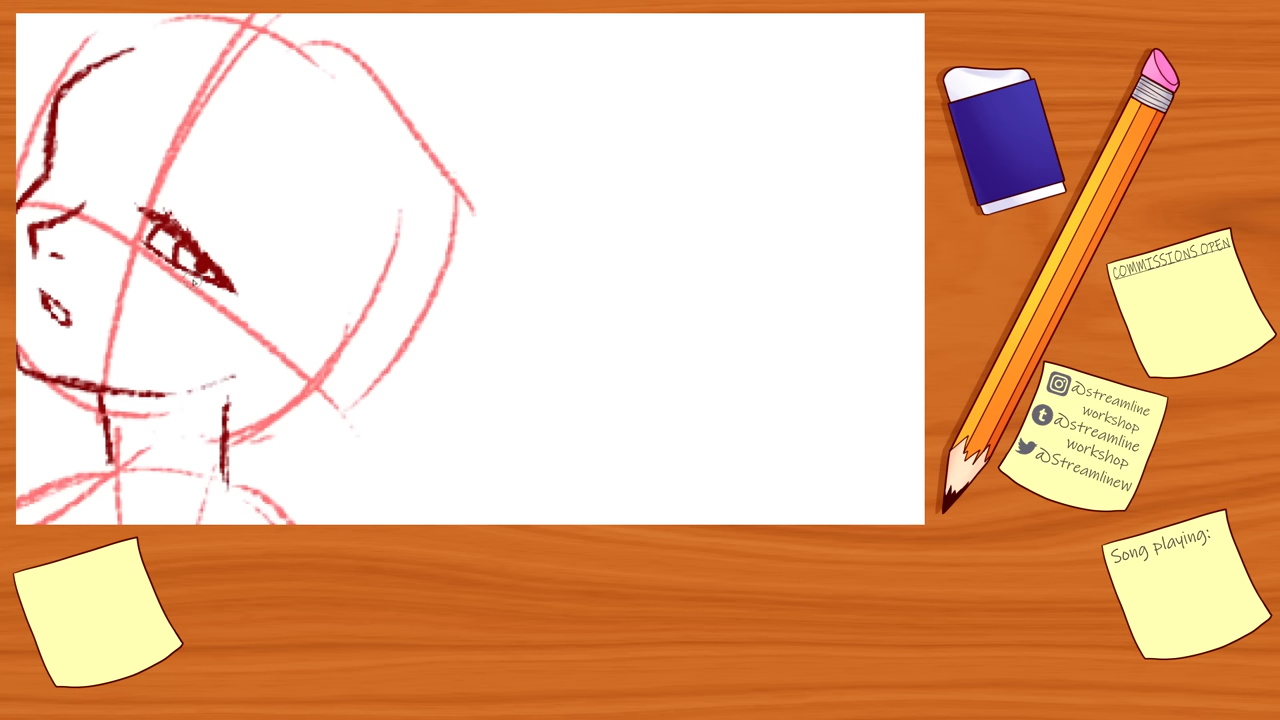 COMMISSIONS OPEN
@streamline
workshop
@streamline
workshop
@Streamlinew
Song playing: